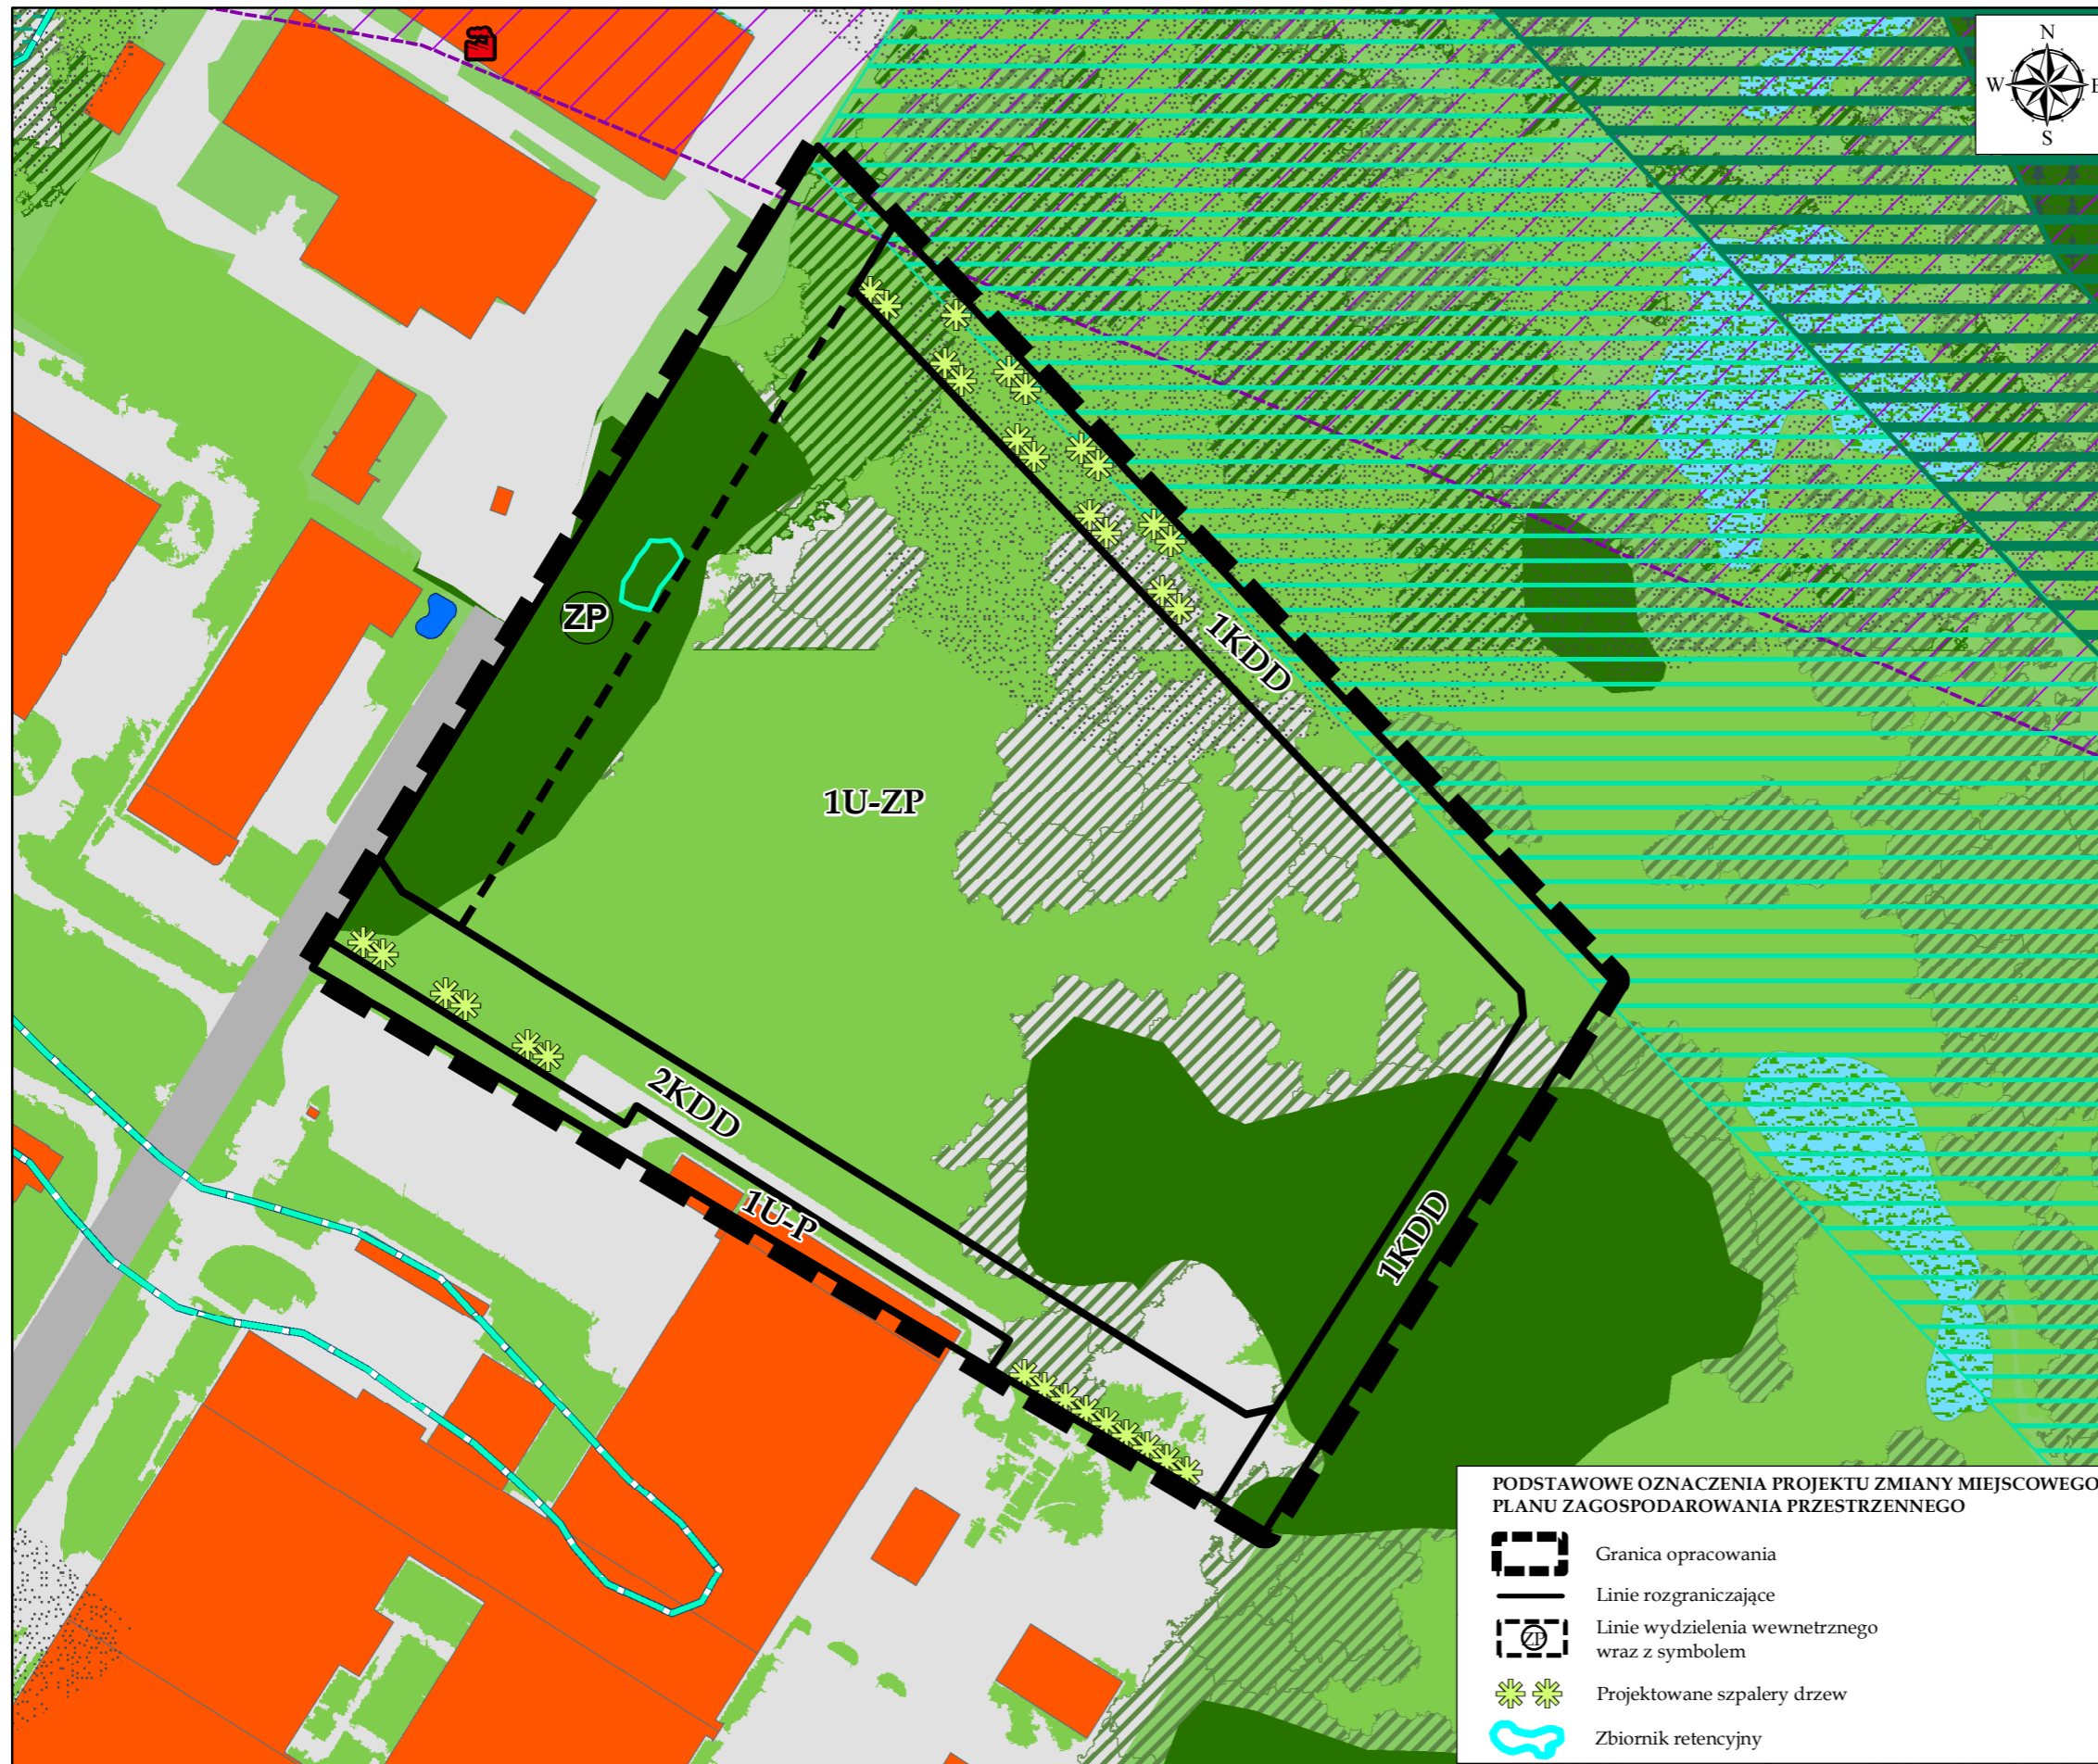 N
W
E
S
ZP
1KDD
1U-ZP
2KDD
1U-P
1KDD
PODSTAWOWE OZNACZENIA PROJEKTU ZMIANY MIEJSCOWEGO
PLANU ZAGOSPODAROWANIA PRZESTRZENNEGO
Granica opracowania
Linie rozgraniczające
ZP
Linie wydzielenia wewnetrznego
wraz z symbolem
Projektowane szpalery drzew
Zbiornik retencyjny